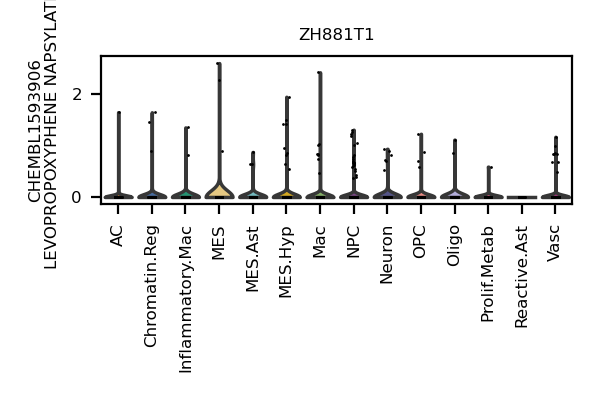 ZH881T1
CHEMBL1593906
LEVOPROPOXYPHENE NAPSYLAT
2
0
AC
Chromatin.Reg
Inflammatory.Mac
MES
MES.Ast
MES.Hyp
Mac
NPC
Neuron
OPC
Oligo
Prolif.Metab
Reactive.Ast
Vasc